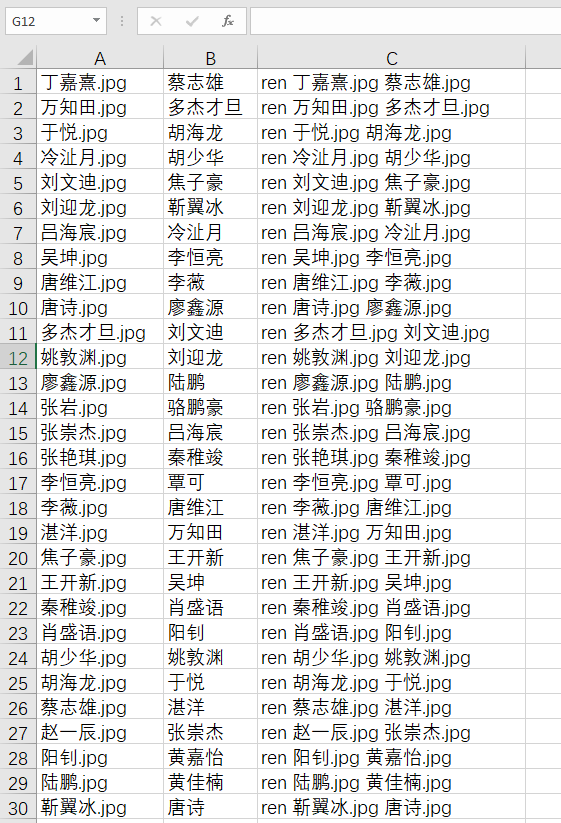 G12 fx
A B C
1 丁嘉熹.jpg 蔡志雄 ren 丁嘉熹.jpg 蔡志雄.jpg
2 万知田.jpg 多杰才旦 ren 万知田.jpg 多杰才旦.jpg
3 于悦.jpg 胡海龙 ren 于悦.jpg 胡海龙.jpg
4 冷沚月.jpg 胡少华 ren 冷沚月.jpg 胡少华.jpg
5 刘文迪.jpg 焦子豪 ren 刘文迪.jpg 焦子豪.jpg
6 刘迎龙.jpg 靳翼冰 ren 刘迎龙.jpg 靳翼冰.jpg
7 吕海宸.jpg 冷沚月 ren 吕海宸.jpg 冷沚月.jpg
8 吴坤.jpg 李恒亮 ren 吴坤.jpg 李恒亮.jpg
9 唐维江.jpg 李薇 ren 唐维江.jpg 李薇.jpg
10 唐诗.jpg 廖鑫源 ren 唐诗.jpg 廖鑫源.jpg
11 多杰才旦.jpg 刘文迪 ren 多杰才旦.jpg 刘文迪.jpg
12 姚敦渊.jpg 刘迎龙 ren 姚敦渊.jpg 刘迎龙.jpg
13 廖鑫源.jpg 陆鹏 ren 廖鑫源.jpg 陆鹏.jpg
14 张岩.jpg 骆鹏豪 ren 张岩.jpg 骆鹏豪.jpg
15 张崇杰.jpg 吕海宸 ren 张崇杰.jpg 吕海宸.jpg
16 张艳琪.jpg 秦稚竣 ren 张艳琪.jpg 秦稚竣.jpg
17 李恒亮.jpg 覃可 ren 李恒亮.jpg 覃可.jpg
18 李薇.jpg 唐维江 ren 李薇.jpg 唐维江.jpg
19 湛洋.jpg 万知田 ren 湛洋.jpg 万知田.jpg
20 焦子豪.jpg 王开新 ren 焦子豪.jpg 王开新.jpg
21 王开新.jpg 吴坤 ren 王开新.jpg 吴坤.jpg
22 秦稚竣.jpg 肖盛语 ren 秦稚竣.jpg 肖盛语.jpg
23 肖盛语.jpg 阳钊 ren 肖盛语.jpg 阳钊.jpg
24 胡少华.jpg 姚敦渊 ren 胡少华.jpg 姚敦渊.jpg
25 胡海龙.jpg 于悦 ren 胡海龙.jpg 于悦.jpg
26 蔡志雄.jpg 湛洋 ren 蔡志雄.jpg 湛洋.jpg
27 赵一辰.jpg 张崇杰 ren 赵一辰.jpg 张崇杰.jpg
28 阳钊.jpg 黄嘉怡 ren 阳钊.jpg 黄嘉怡.jpg
29 陆鹏.jpg 黄佳楠 ren 陆鹏.jpg 黄佳楠.jpg
30 靳翼冰.jpg 唐诗 ren 靳翼冰.jpg 唐诗.jpg